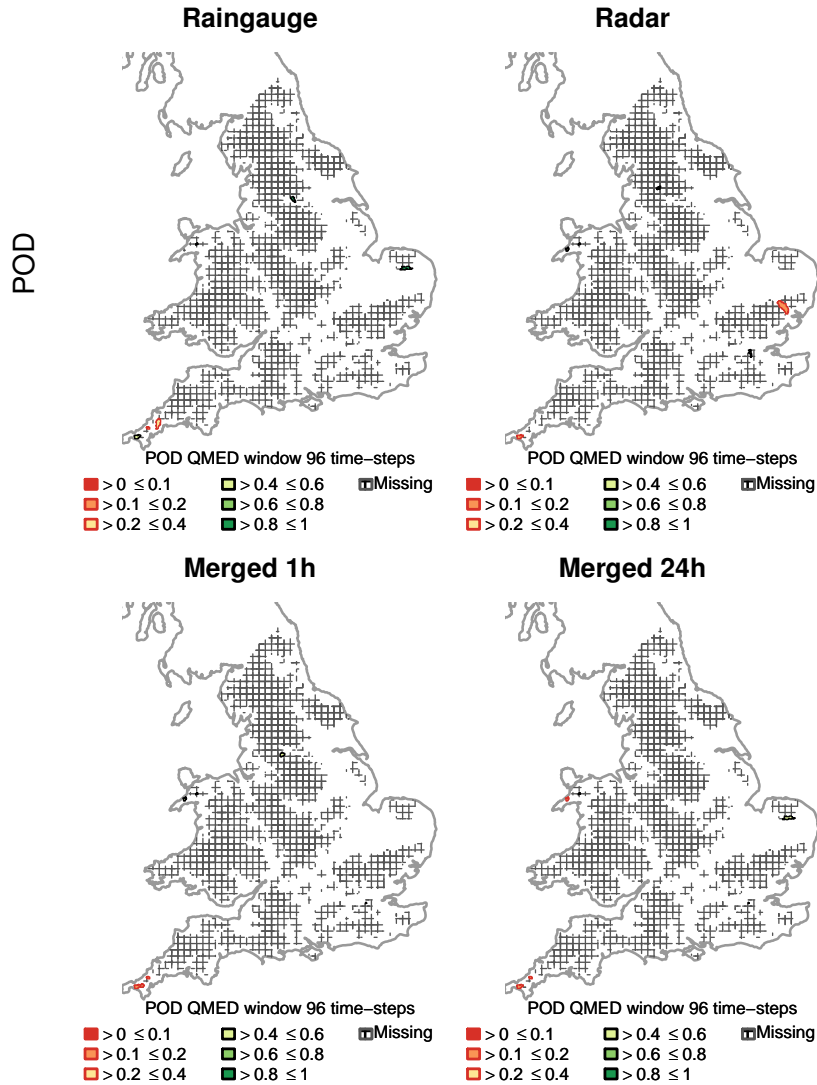 Raingauge
Radar
POD
POD QMED window 96 time−steps
> 0 ≤ 0.1 > 0.4 ≤ 0.6 Missing
> 0.1 ≤ 0.2 > 0.6 ≤ 0.8
> 0.2 ≤ 0.4 > 0.8 ≤ 1
POD QMED window 96 time−steps
> 0 ≤ 0.1 > 0.4 ≤ 0.6 Missing
> 0.1 ≤ 0.2 > 0.6 ≤ 0.8
> 0.2 ≤ 0.4 > 0.8 ≤ 1
Merged 1h
Merged 24h
POD QMED window 96 time−steps
> 0 ≤ 0.1 > 0.4 ≤ 0.6 Missing
> 0.1 ≤ 0.2 > 0.6 ≤ 0.8
> 0.2 ≤ 0.4 > 0.8 ≤ 1
POD QMED window 96 time−steps
> 0 ≤ 0.1 > 0.4 ≤ 0.6 Missing
> 0.1 ≤ 0.2 > 0.6 ≤ 0.8
> 0.2 ≤ 0.4 > 0.8 ≤ 1